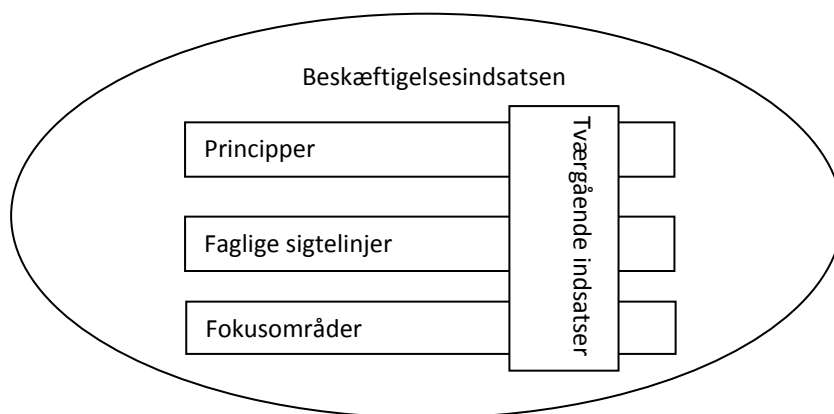 Beskæftigelsesindsatsen
Principper
Faglige sigtelinjer
Fokusområder
Tværgående indsatser